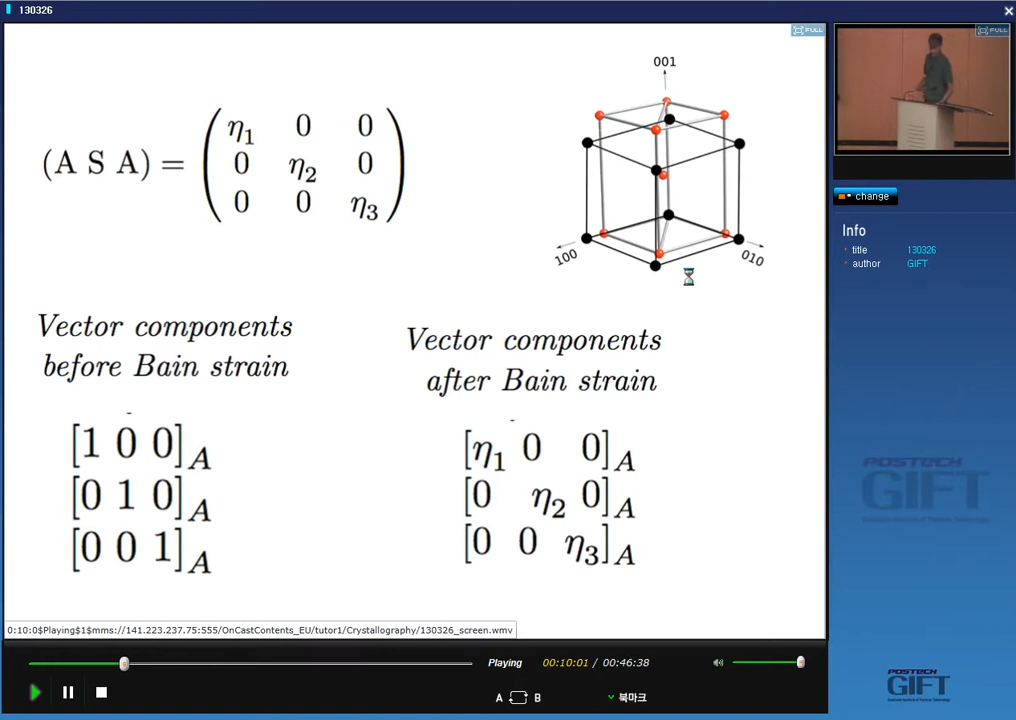 130326
FULL
FULL
001
(A S A) = ( η1 0 0
0 η2 0
0 0 η3 )
100
010
change
Info
title 130326
author GIFT
Vector components
before Bain strain
Vector components
after Bain strain
[1 0 0]A
[0 1 0]A
[0 0 1]A
[η1 0 0]A
[0 η2 0]A
[0 0 η3]A
POSTECH
GIFT
0:10:0$Playing$1$mms://141.223.237.75:555/OnCastContents_EU/tutor1/Crystallography/130326_screen.wmv
Playing
00:10:01 / 00:46:38
A B
북마크
POSTECH
GIFT